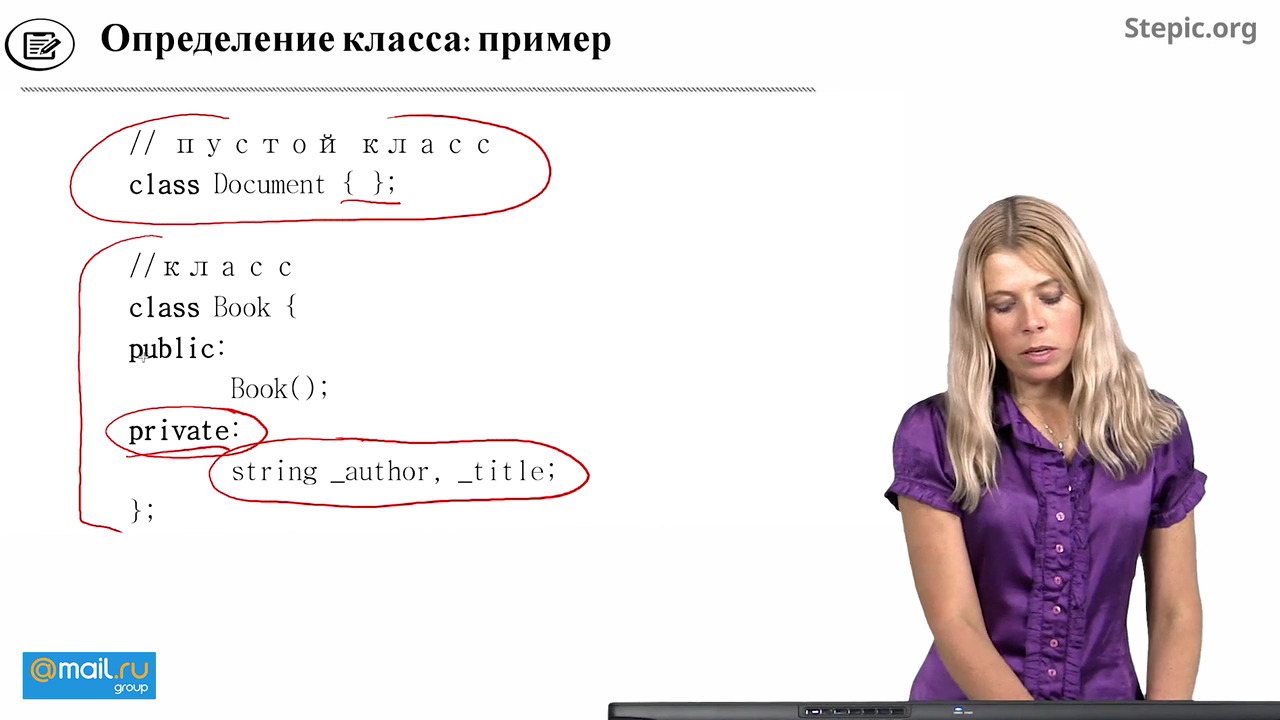 Определение класса: пример
Stepic.org
// пустой класс
class Document { };
//класс
class Book {
public:
Book();
private:
string _author, _title;
};
@mail.ru
group